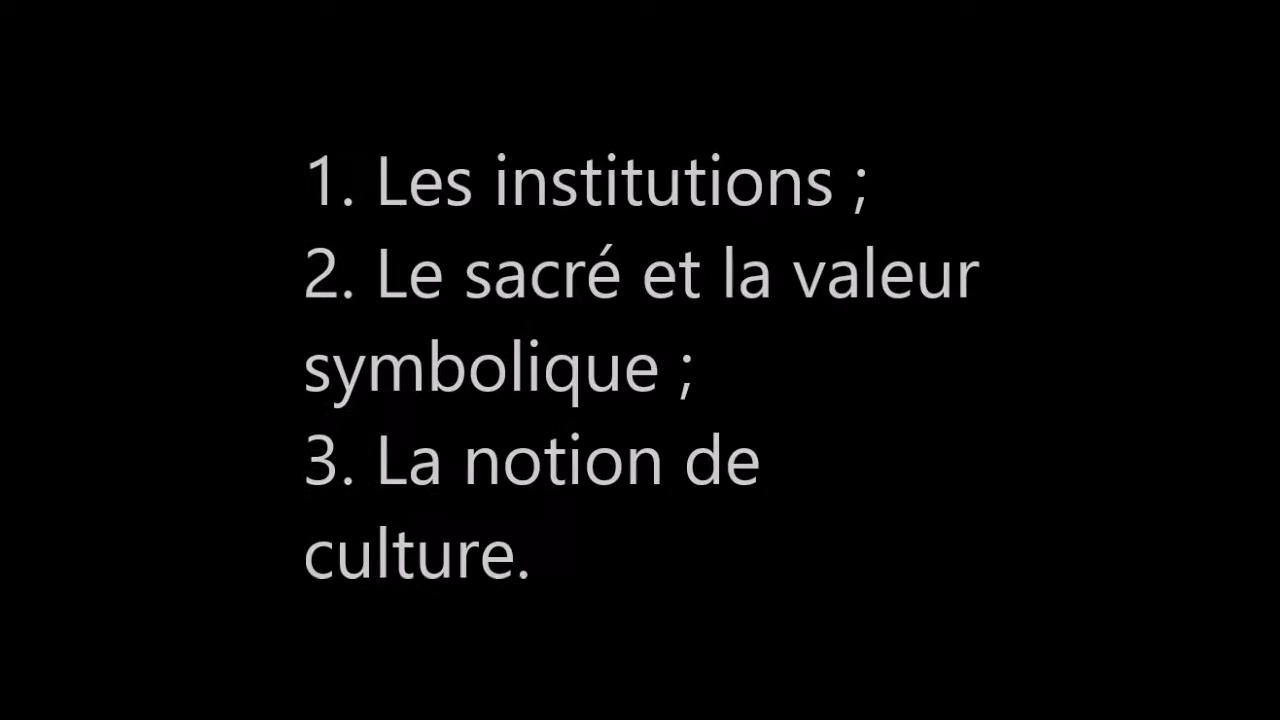 1. Les institutions ;
2. Le sacré et la valeur
symbolique ;
3. La notion de
culture.